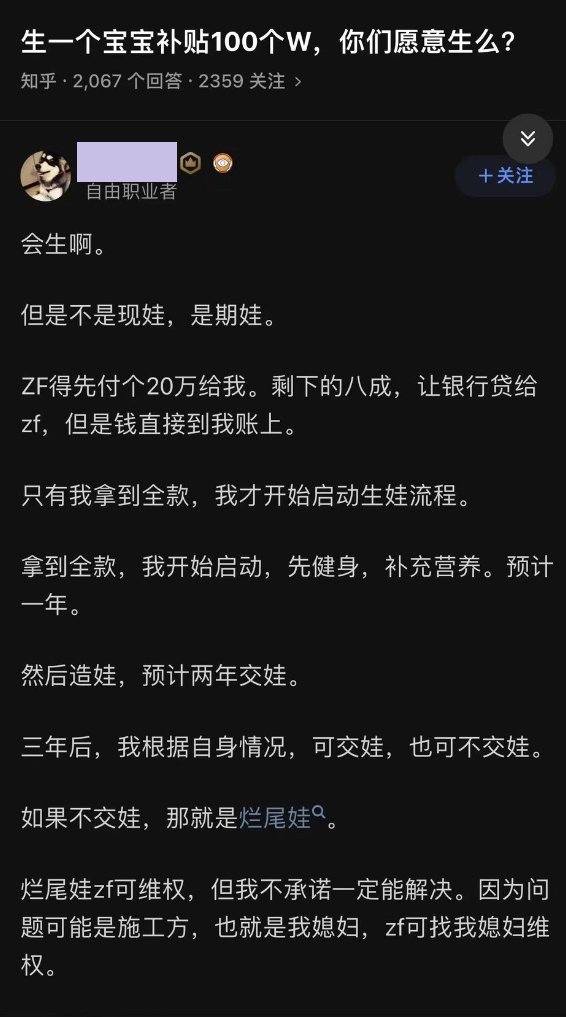 生一个宝宝补贴100个W，你们愿意生么？
知乎 · 2,067 个回答 · 2359 关注 >
自由职业者
＋关注
会生啊。
但是不是现娃，是期娃。
ZF得先付个20万给我。剩下的八成，让银行贷给
zf，但是钱直接到我账上。
只有我拿到全款，我才开始启动生娃流程。
拿到全款，我开始启动，先健身，补充营养。预计
一年。
然后造娃，预计两年交娃。
三年后，我根据自身情况，可交娃，也可不交娃。
如果不交娃，那就是烂尾娃。
烂尾娃zf可维权，但我不承诺一定能解决。因为问
题可能是施工方，也就是我媳妇，zf可找我媳妇维
权。